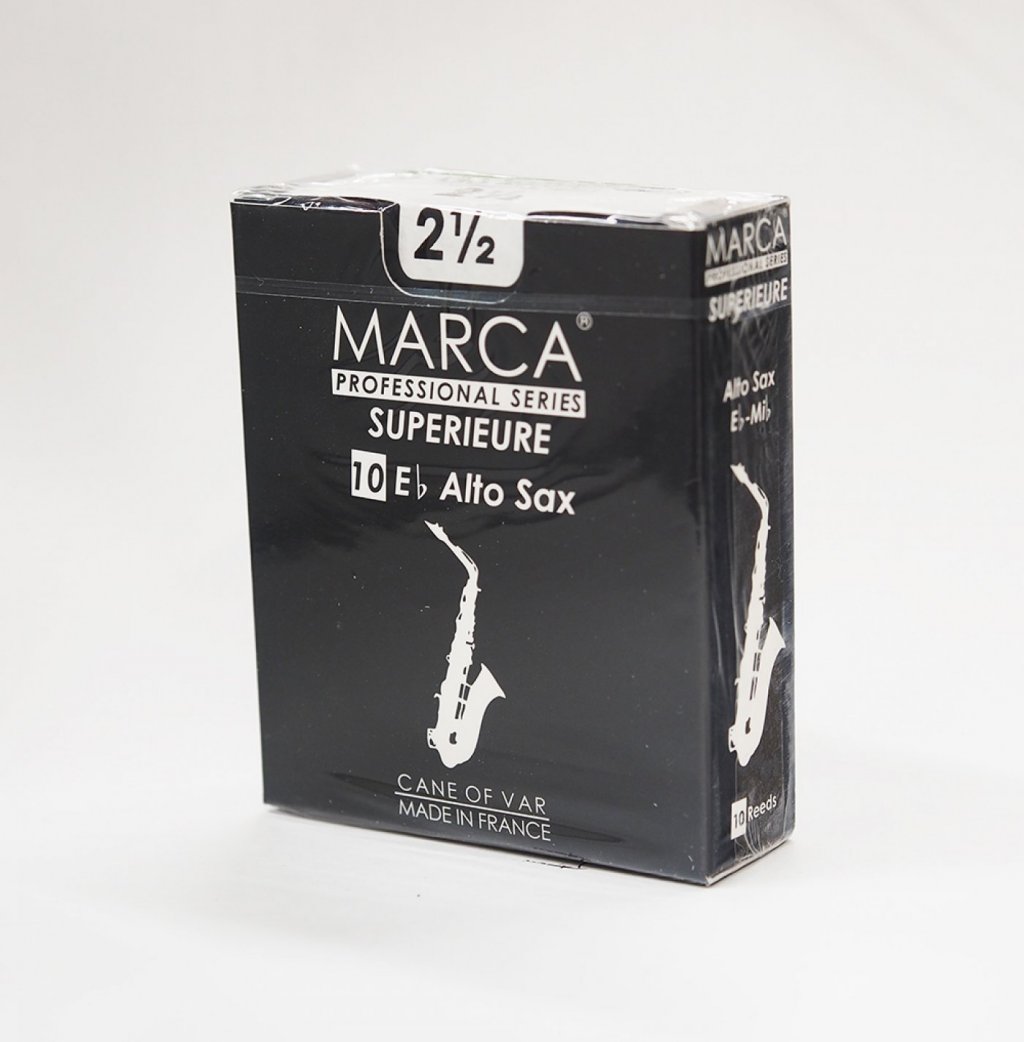 2½
MARCA®
PROFESSIONAL SERIES
SUPERIEURE
10 E♭ Alto Sax
CANE OF VAR
MADE IN FRANCE
MARCA
PROFESSIONAL SERIES
SUPERIEURE
Alto Sax
E♭-Mi♭
10 Reeds